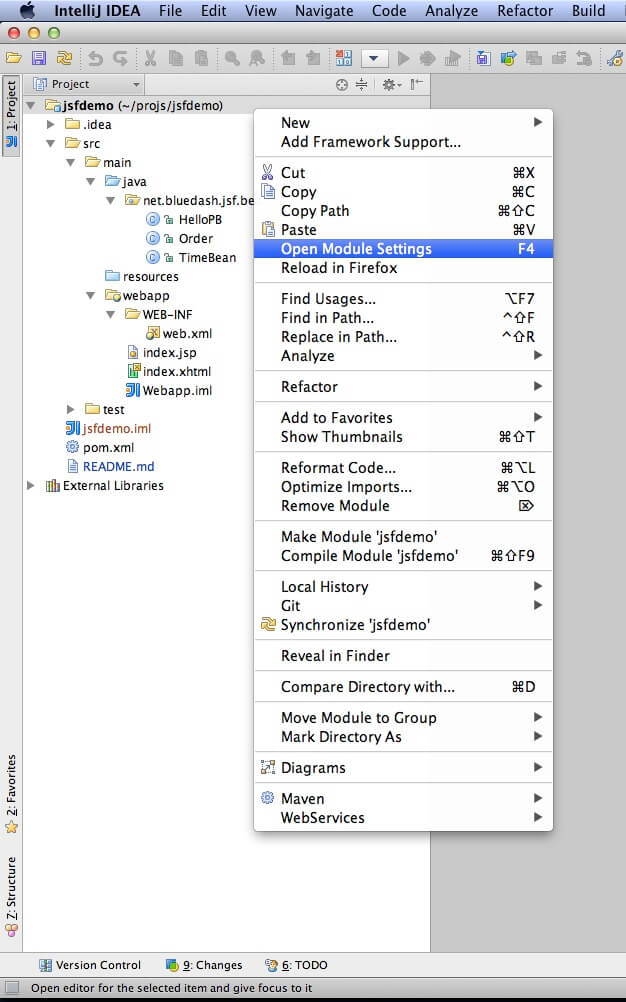 IntelliJ IDEA File Edit View Navigate Code Analyze Refactor Build
Project
1: Project
jsfdemo (~/projs/jsfdemo)
.idea
src
main
java
net.bluedash.jsf.be
HelloPB
Order
TimeBean
resources
webapp
WEB-INF
web.xml
index.jsp
index.xhtml
Webapp.iml
test
jsfdemo.iml
pom.xml
README.md
External Libraries
New
Add Framework Support...
Cut ⌘X
Copy ⌘C
Copy Path ⌘⇧C
Paste ⌘V
Open Module Settings F4
Reload in Firefox
Find Usages... ⌥F7
Find in Path... ^⇧F
Replace in Path... ^⇧R
Analyze
Refactor
Add to Favorites
Show Thumbnails ⌘⇧T
Reformat Code... ⌘⌥L
Optimize Imports... ⌘⌥O
Remove Module ⌦
Make Module 'jsfdemo'
Compile Module 'jsfdemo' ⌘⇧F9
Local History
Git
Synchronize 'jsfdemo'
Reveal in Finder
Compare Directory with... ⌘D
Move Module to Group
Mark Directory As
Diagrams
Maven
WebServices
2: Favorites
Z: Structure
Version Control 9: Changes 6: TODO
Open editor for the selected item and give focus to it